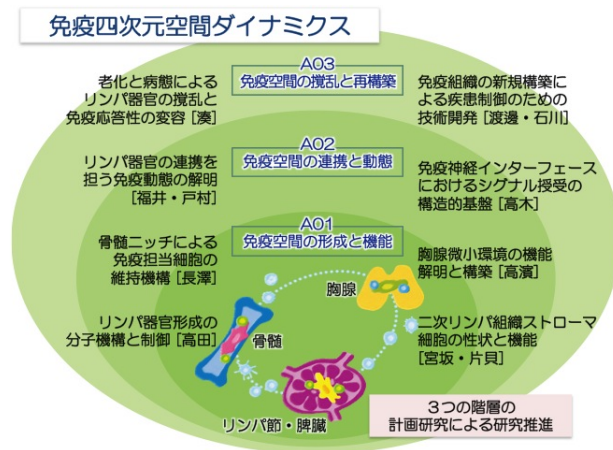 免疫四次元空間ダイナミクス
A03
免疫空間の撹乱と再構築
老化と病態による
リンパ器官の撹乱と
免疫応答性の変容 [湊]
免疫組織の新規構築に
よる疾患制御のための
技術開発 [渡邊・石川]
A02
免疫空間の連携と動態
リンパ器官の連携を
担う免疫動態の解明
[福井・戸村]
免疫神経インターフェース
におけるシグナル授受の
構造的基盤 [高木]
A01
免疫空間の形成と機能
骨髄ニッチによる
免疫担当細胞の
維持機構 [長澤]
胸腺微小環境の機能
解明と構築 [高濱]
リンパ器官形成の
分子機構と制御 [高田]
二次リンパ組織ストローマ
細胞の性状と機能
[宮坂・片貝]
胸腺
骨髄
リンパ節・脾臓
3つの階層の
計画研究による研究推進